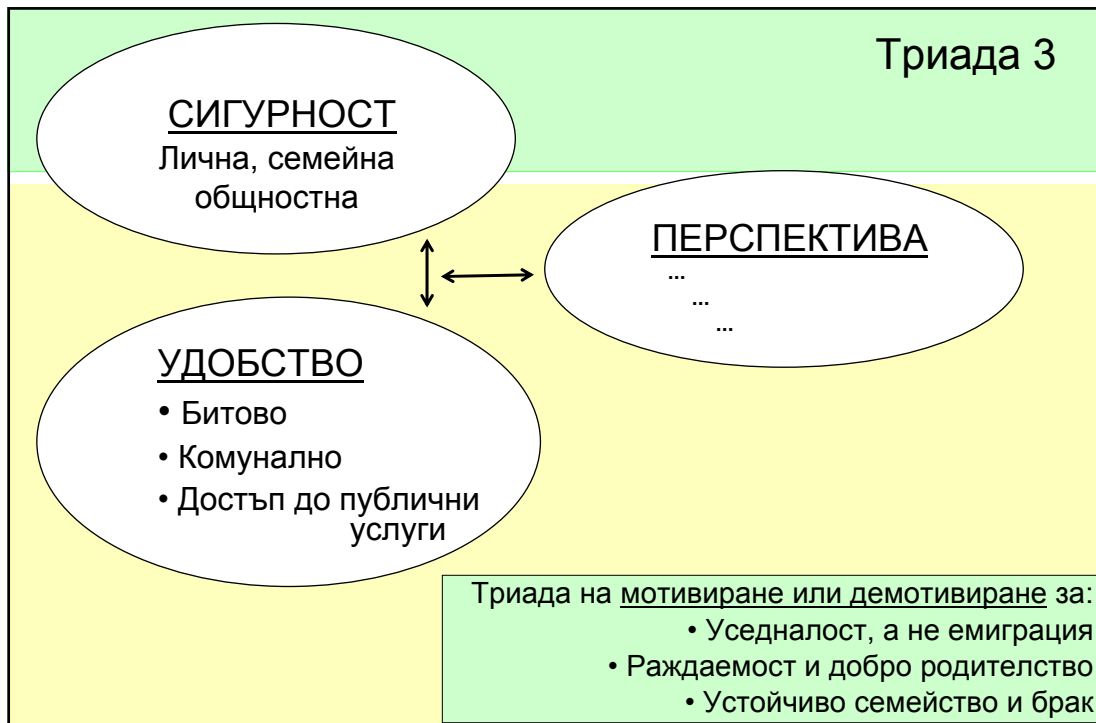 Триада 3
СИГУРНОСТ
Лична, семейна
общностна
ПЕРСПЕКТИВА
...
...
...
УДОБСТВО
• Битово
• Комунално
• Достъп до публични
услуги
Триада на мотивиране или демотивиране за:
• Уседналост, а не емиграция
• Раждаемост и добро родителство
• Устойчиво семейство и брак